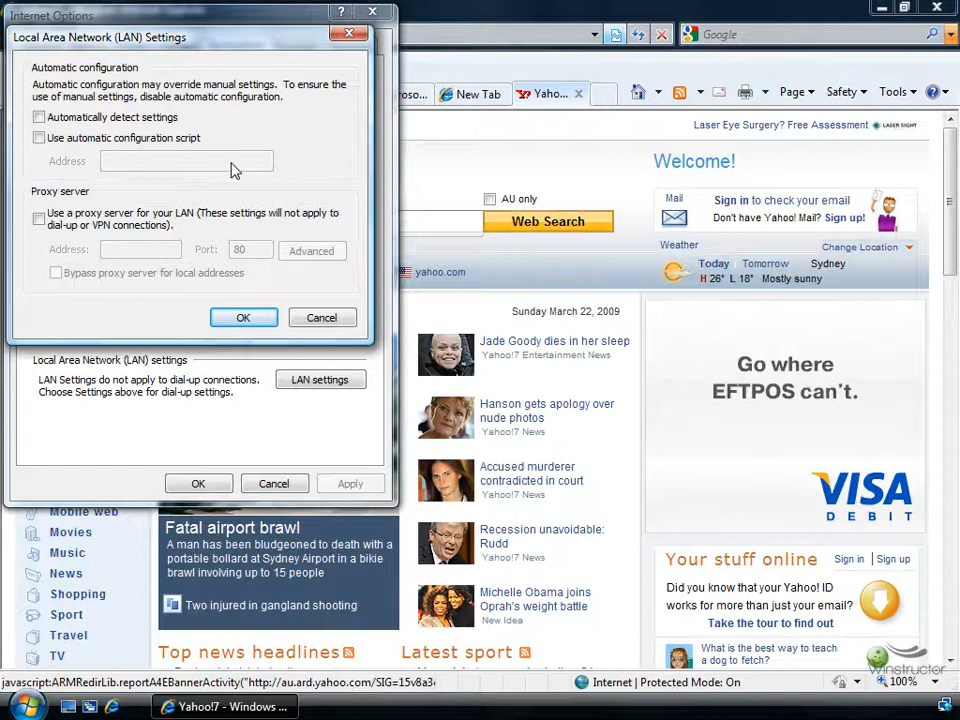 Internet Options
Local Area Network (LAN) Settings
Automatic configuration
Automatic configuration may override manual settings. To ensure the
use of manual settings, disable automatic configuration.
Automatically detect settings
Use automatic configuration script
Address
Proxy server
Use a proxy server for your LAN (These settings will not apply to
dial-up or VPN connections).
Address:
Port:
80
Advanced
Bypass proxy server for local addresses
OK
Cancel
Local Area Network (LAN) settings
LAN Settings do not apply to dial-up connections.
Choose Settings above for dial-up settings.
LAN settings
OK
Cancel
Apply
Google
oso...
New Tab
Yaho...
Page
Safety
Tools
Laser Eye Surgery? Free Assessment
LASER SIGHT
Welcome!
AU only
Web Search
yahoo.com
Mail
Sign in to check your email
Don't have Yahoo! Mail? Sign up!
Weather
Change Location
Today
Tomorrow
Sydney
H 26° L 18° Mostly sunny
Sunday March 22, 2009
Jade Goody dies in her sleep
Yahoo!7 Entertainment News
Hanson gets apology over
nude photos
Yahoo!7 News
Accused murderer
contradicted in court
Yahoo!7 News
Recession unavoidable:
Rudd
Yahoo!7 News
Michelle Obama joins
Oprah's weight battle
New Idea
Go where
EFTPOS can't.
VISA
DEBIT
Mobile web
Movies
Music
News
Shopping
Sport
Travel
TV
Fatal airport brawl
A man has been bludgeoned to death with a
portable bollard at Sydney Airport in a bikie
brawl involving up to 15 people
Two injured in gangland shooting
Top news headlines
Latest sport
Your stuff online
Sign in | Sign up
Did you know that your Yahoo! ID
works for more than just your email?
Take the tour to find out
What is the best way to teach
a dog to fetch?
Winstructor
javascript:ARMRedirLib.reportA4EBannerActivity("http://au.ard.yahoo.com/SIG=15v8a3
Internet | Protected Mode: On
100%
Yahoo!7 - Windows ...